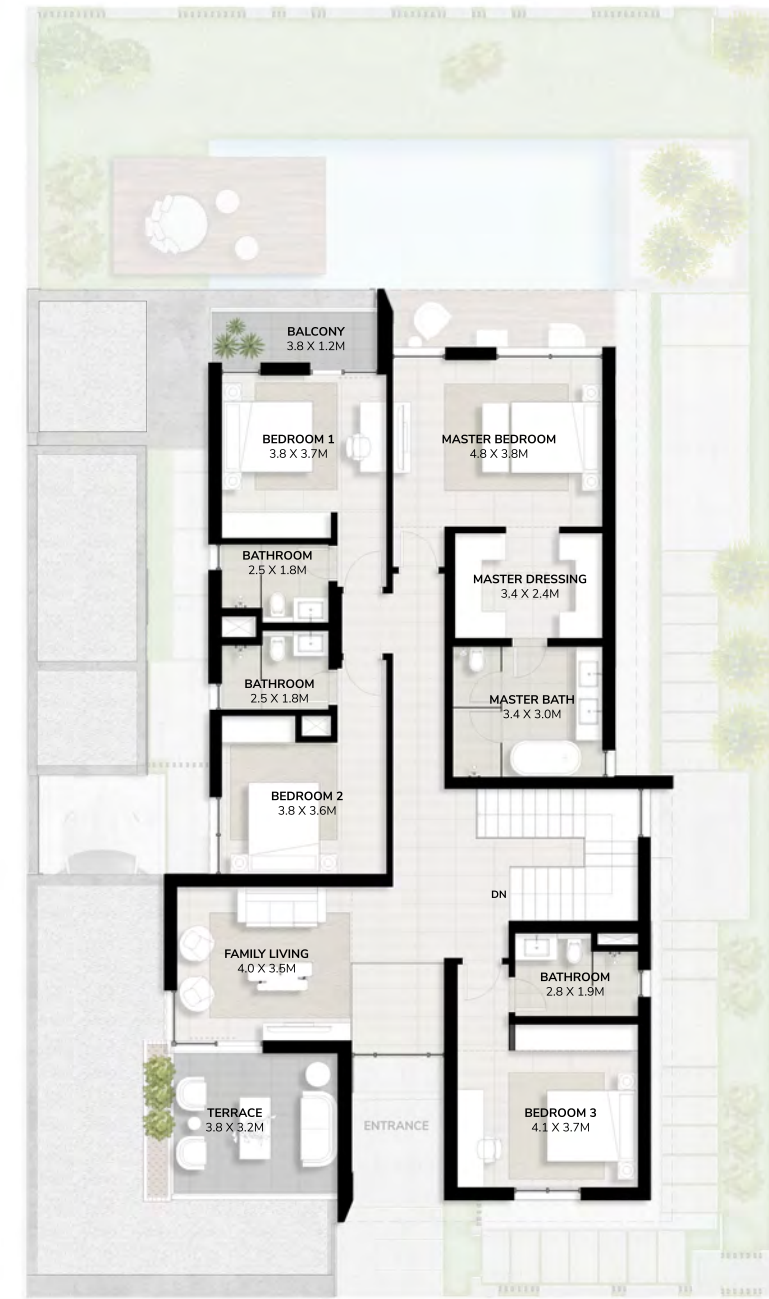 BALCONY
3.8 X 1.2M
BEDROOM 1
3.8 X 3.7M
MASTER BEDROOM
4.8 X 3.8M
BATHROOM
2.5 X 1.8M
MASTER DRESSING
3.4 X 2.4M
BATHROOM
2.5 X 1.8M
MASTER BATH
3.4 X 3.0M
BEDROOM 2
3.8 X 3.6M
DN
FAMILY LIVING
4.0 X 3.5M
BATHROOM
2.8 X 1.9M
TERRACE
3.8 X 3.2M
ENTRANCE
BEDROOM 3
4.1 X 3.7M